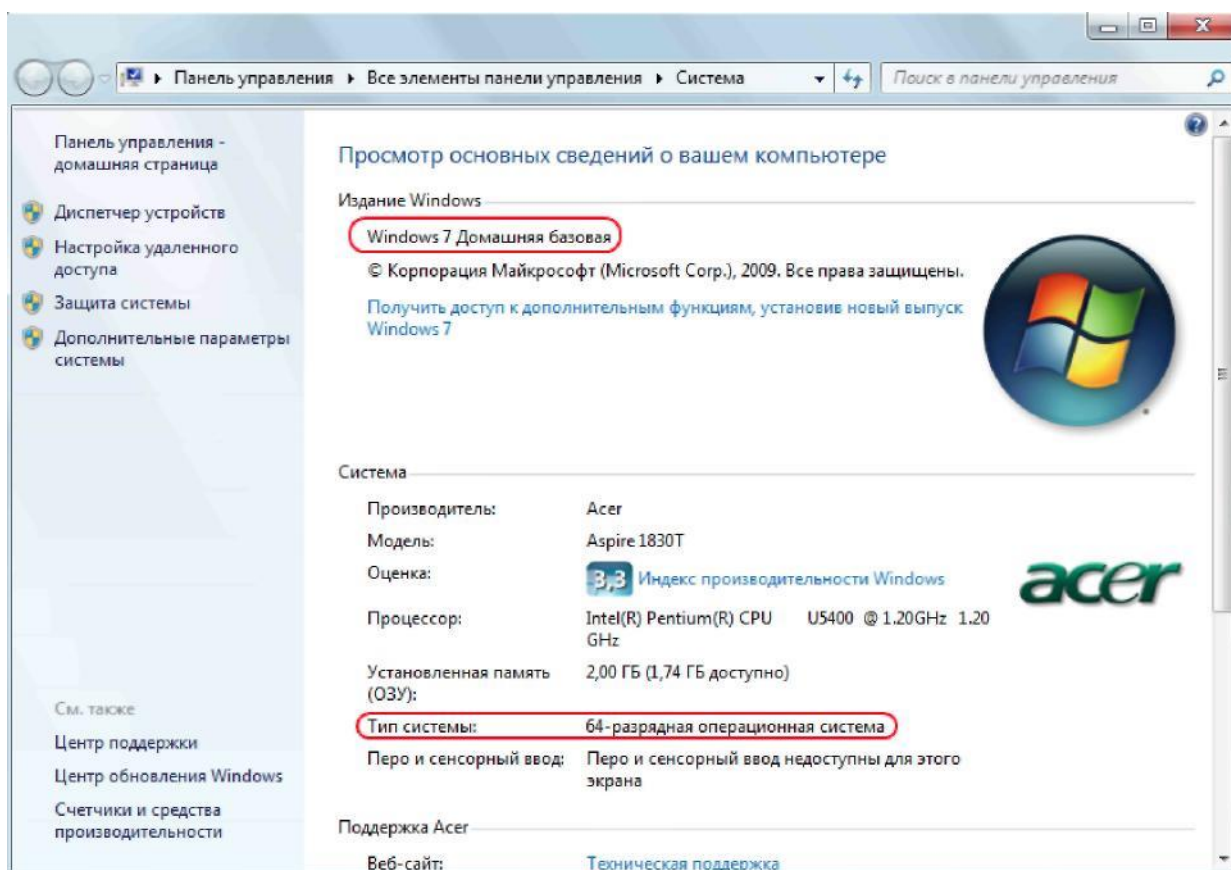 Панель управления ▸ Все элементы панели управления ▸ Система
Поиск в панели управления
Панель управления -
домашняя страница
Диспетчер устройств
Настройка удаленного
доступа
Защита системы
Дополнительные параметры
системы
См. также
Центр поддержки
Центр обновления Windows
Счетчики и средства
производительности
Просмотр основных сведений о вашем компьютере
Издание Windows
Windows 7 Домашняя базовая
© Корпорация Майкрософт (Microsoft Corp.), 2009. Все права защищены.
Получить доступ к дополнительным функциям, установив новый выпуск
Windows 7
Система
Производитель: Acer
Модель: Aspire 1830T
Оценка: 3,3 Индекс производительности Windows
acer
Процессор: Intel(R) Pentium(R) CPU U5400 @ 1.20GHz 1.20
GHz
Установленная память
(ОЗУ): 2,00 ГБ (1,74 ГБ доступно)
Тип системы: 64-разрядная операционная система
Перо и сенсорный ввод: Перо и сенсорный ввод недоступны для этого
экрана
Поддержка Acer
Веб-сайт: Техническая поддержка